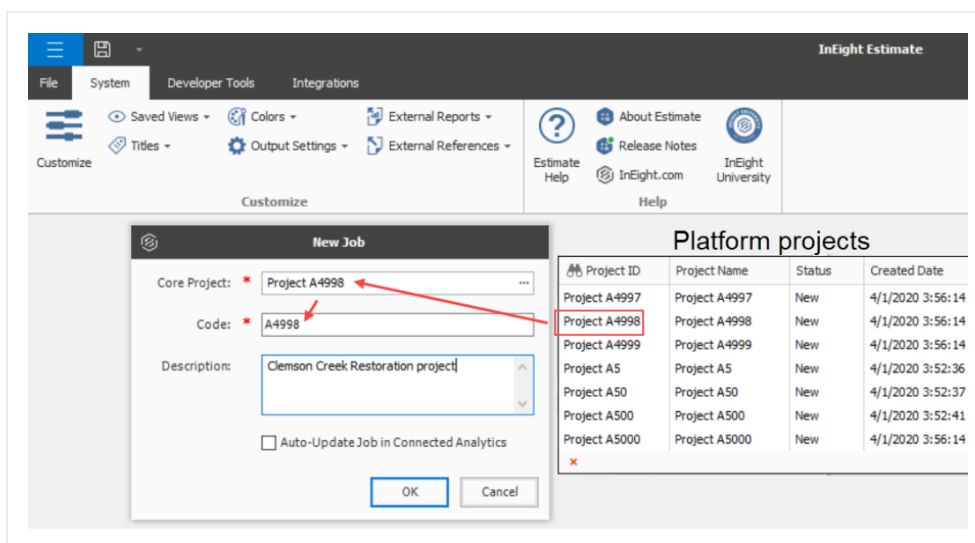 InEight Estimate
File System Developer Tools Integrations
Saved Views Colors External Reports About Estimate
Titles Output Settings External References Release Notes
Customize Estimate Help InEight.com InEight University
Customize Help
New Job
Core Project: * Project A4998 ...
Code: * A4998
Description: Clemson Creek Restoration project
Auto-Update Job in Connected Analytics
OK Cancel
Platform projects
Project ID Project Name Status Created Date
Project A4997 Project A4997 New 4/1/2020 3:56:14
Project A4998 Project A4998 New 4/1/2020 3:56:14
Project A4999 Project A4999 New 4/1/2020 3:56:14
Project A5 Project A5 New 4/1/2020 3:52:36
Project A50 Project A50 New 4/1/2020 3:52:37
Project A500 Project A500 New 4/1/2020 3:52:41
Project A5000 Project A5000 New 4/1/2020 3:56:14